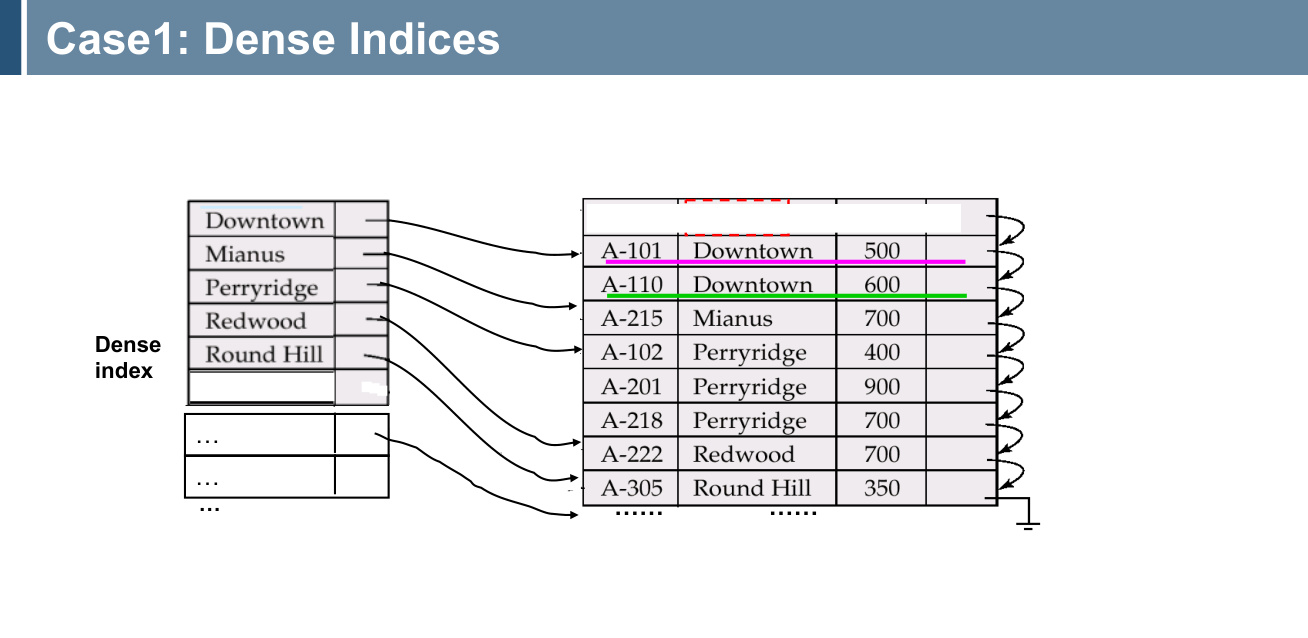 Case1: Dense Indices
Downtown
Mianus
Perryridge
Redwood
Round Hill
Dense
index
...
...
...
A-101 Downtown 500
A-110 Downtown 600
A-215 Mianus 700
A-102 Perryridge 400
A-201 Perryridge 900
A-218 Perryridge 700
A-222 Redwood 700
A-305 Round Hill 350
...... ......